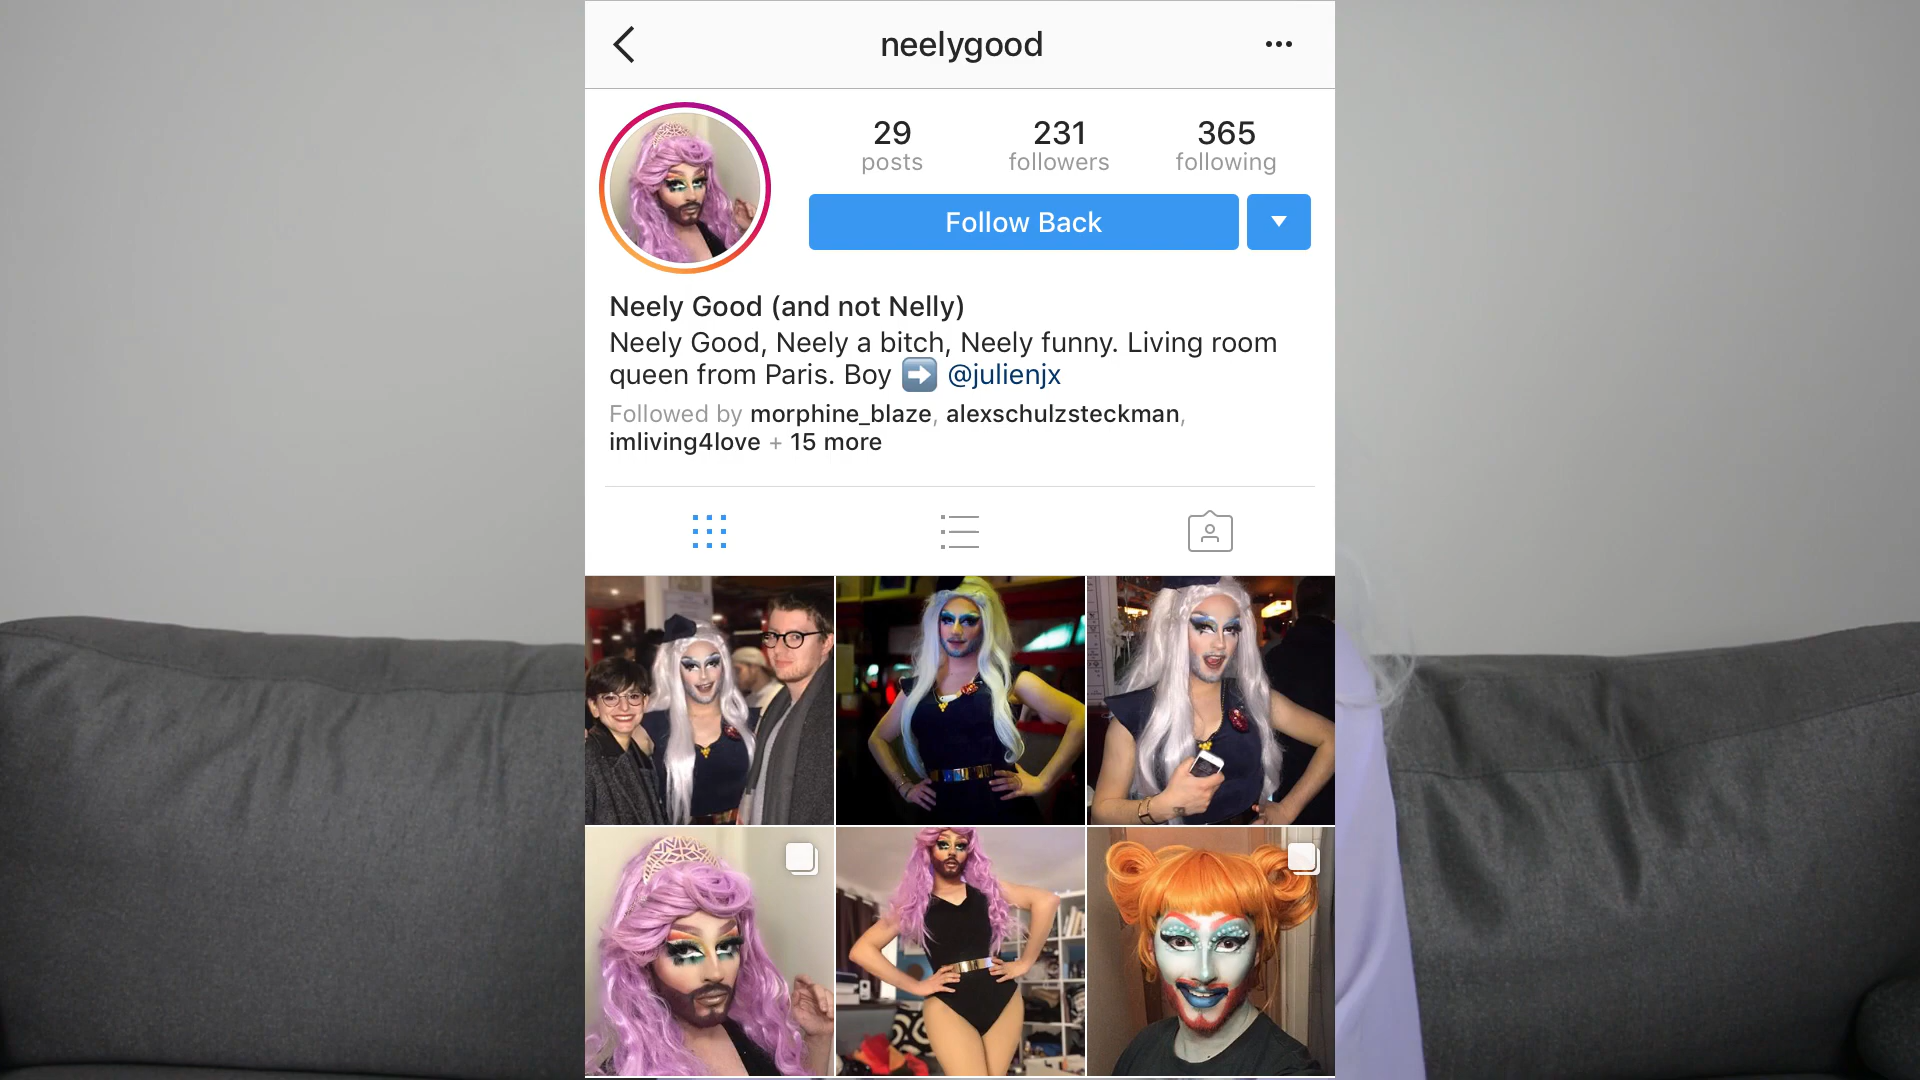 neelygood
29 231 365
posts followers following
Follow Back
Neely Good (and not Nelly)
Neely Good, Neely a bitch, Neely funny. Living room
queen from Paris. Boy ➡️ @julienjx
Followed by morphine_blaze, alexschulzsteckman,
imliving4love + 15 more